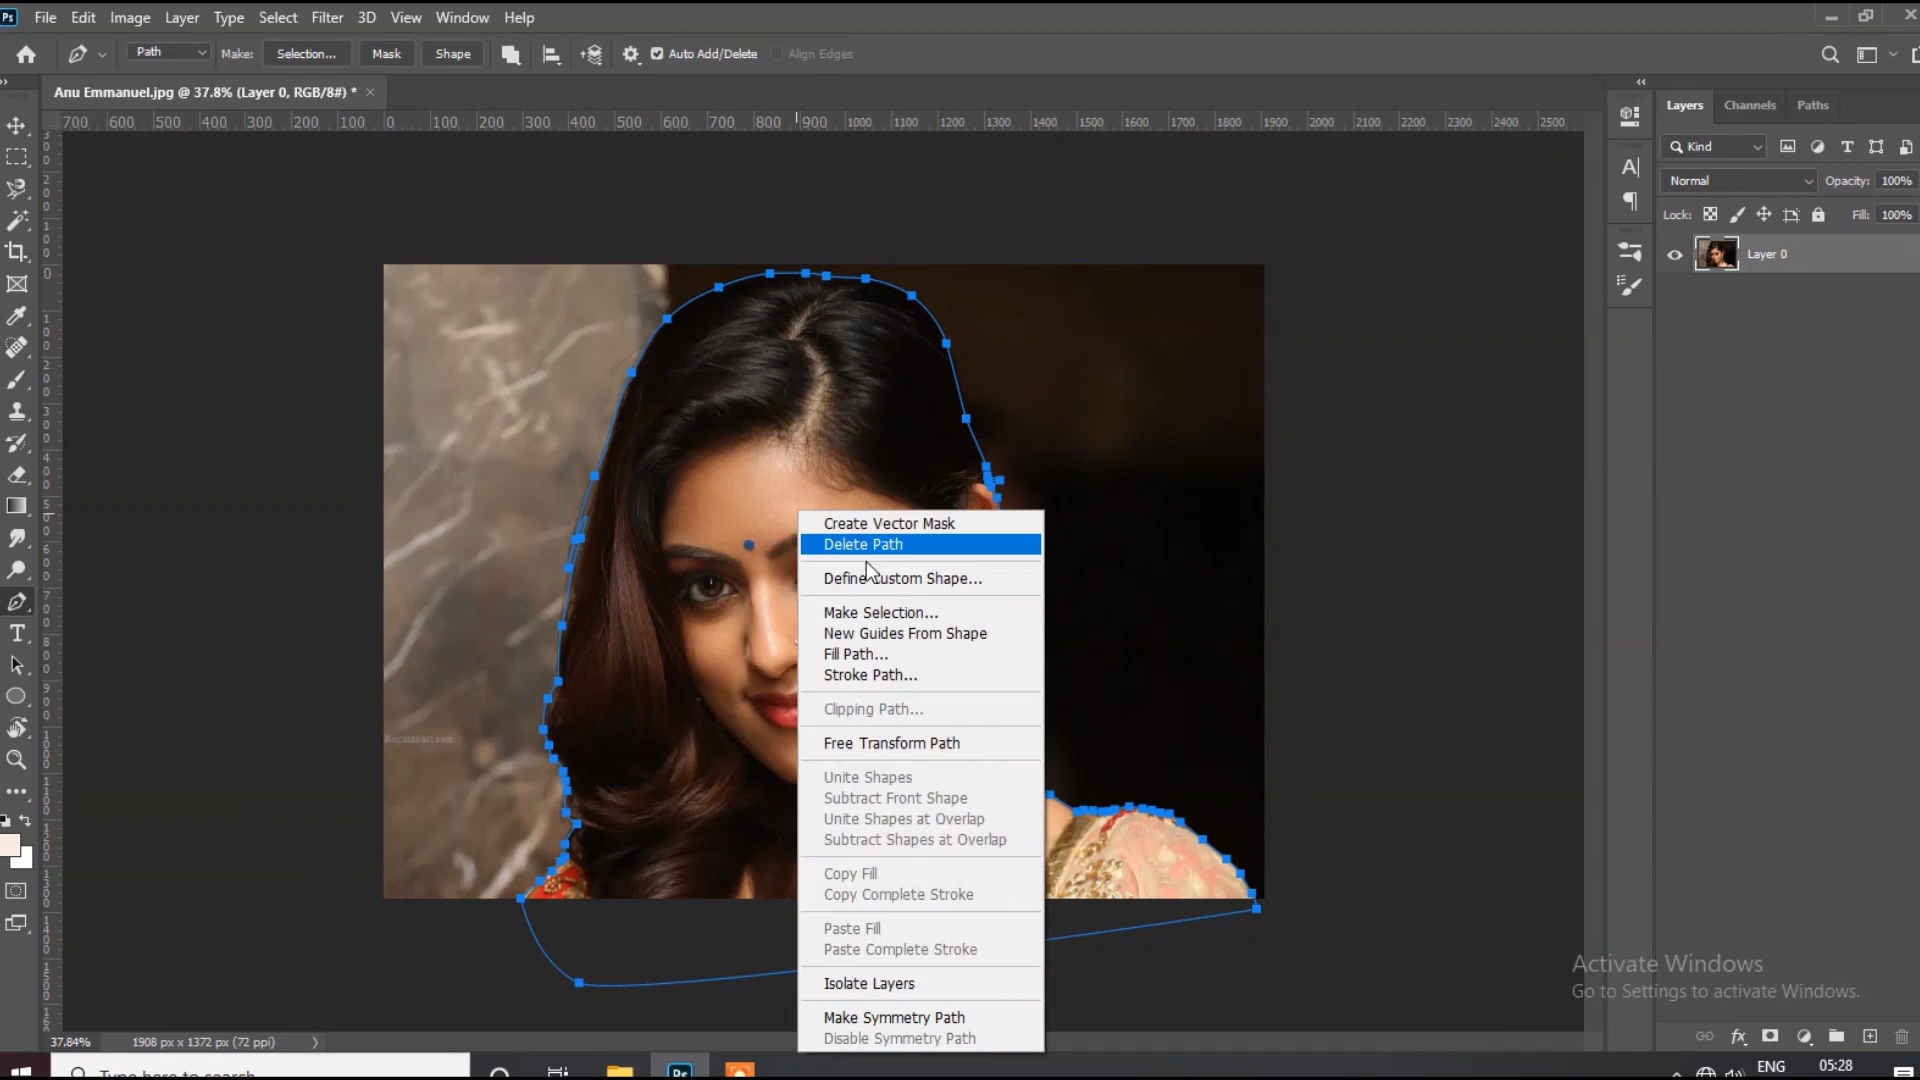 Ps File Edit Image Layer Type Select Filter 3D View Window Help
Path Make: Selection... Mask Shape Auto Add/Delete Align Edges
Anu Emmanuel.jpg @ 37.8% (Layer 0, RGB/8#) * ×
700 600 500 400 300 200 100 0 100 200 300 400 500 600 700 800 900 1000 1100 1200 1300 1400 1500 1600 1700 1800 1900 2000 2100 2200 2300 2400 2500
Layers Channels Paths
Kind
Normal Opacity: 100%
Lock: Fill: 100%
Layer 0
Create Vector Mask
Delete Path
Define Custom Shape...
Make Selection...
New Guides From Shape
Fill Path...
Stroke Path...
Clipping Path...
Free Transform Path
Unite Shapes
Subtract Front Shape
Unite Shapes at Overlap
Subtract Shapes at Overlap
Copy Fill
Copy Complete Stroke
Paste Fill
Paste Complete Stroke
Isolate Layers
Make Symmetry Path
Disable Symmetry Path
Ragalahari.com
Activate Windows
Go to Settings to activate Windows.
37.84% 1908 px x 1372 px (72 ppi)
Type here to search
Ps
ENG 05:28